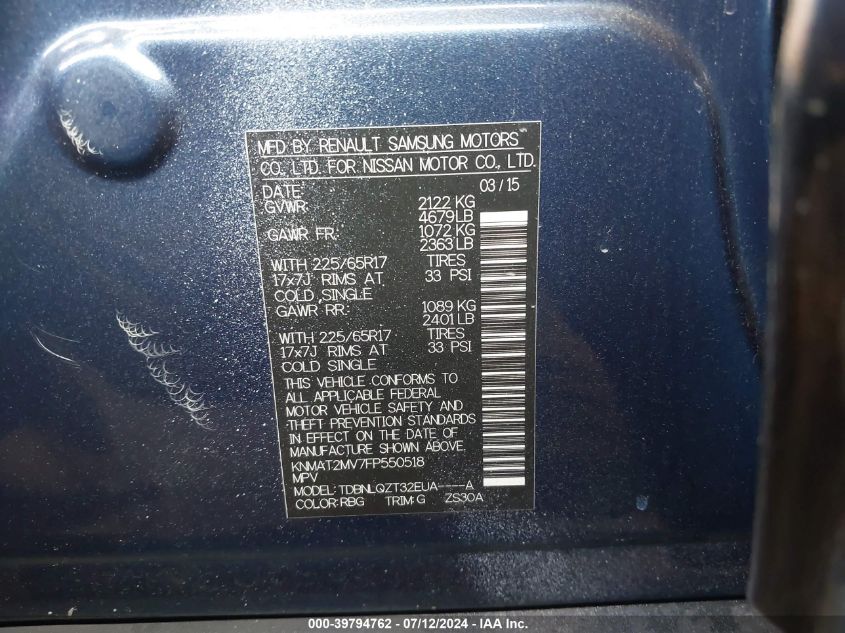 MFD BY RENAULT SAMSUNG MOTORS
CO. LTD. FOR NISSAN MOTOR CO., LTD.
DATE: 03/15
GVWR: 2122 KG
4679LB
GAWR FR: 1072 KG
2363 LB
WITH 225/65R17 TIRES
17x7J RIMS AT 33 PSI
COLD ,SINGLE
GAWR RR: 1089 KG
2401 LB
WITH 225/65R17 TIRES
17x7J RIMS AT 33 PSI
COLD SINGLE
THIS VEHICLE CONFORMS TO
ALL APPLICABLE FEDERAL
MOTOR VEHICLE SAFETY AND
THEFT PREVENTION STANDARDS
IN EFFECT ON THE DATE OF
MANUFACTURE SHOWN ABOVE.
KNMAT2MV7FP550518
MPV
MODEL: TDBNLQZT32EUA----A
COLOR:RBG TRIM:G ZS30A
000-39794762 - 07/12/2024 - IAAI.com